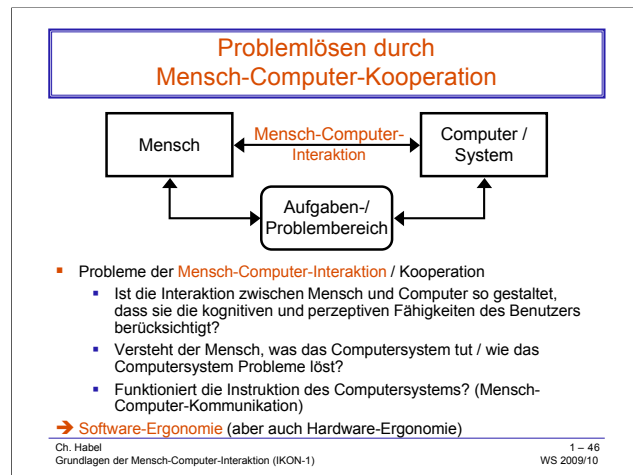 Problemlösen durch
Mensch-Computer-Kooperation
Mensch
Mensch-Computer-
Interaktion
Computer /
System
Aufgaben-/
Problembereich
Probleme der Mensch-Computer-Interaktion / Kooperation
Ist die Interaktion zwischen Mensch und Computer so gestaltet,
dass sie die kognitiven und perzeptiven Fähigkeiten des Benutzers
berücksichtigt?
Versteht der Mensch, was das Computersystem tut / wie das
Computersystem Probleme löst?
Funktioniert die Instruktion des Computersystems? (Mensch-
Computer-Kommunikation)
Software-Ergonomie (aber auch Hardware-Ergonomie)
Ch. Habel
1 – 46
Grundlagen der Mensch-Computer-Interaktion (IKON-1)
WS 2009/10